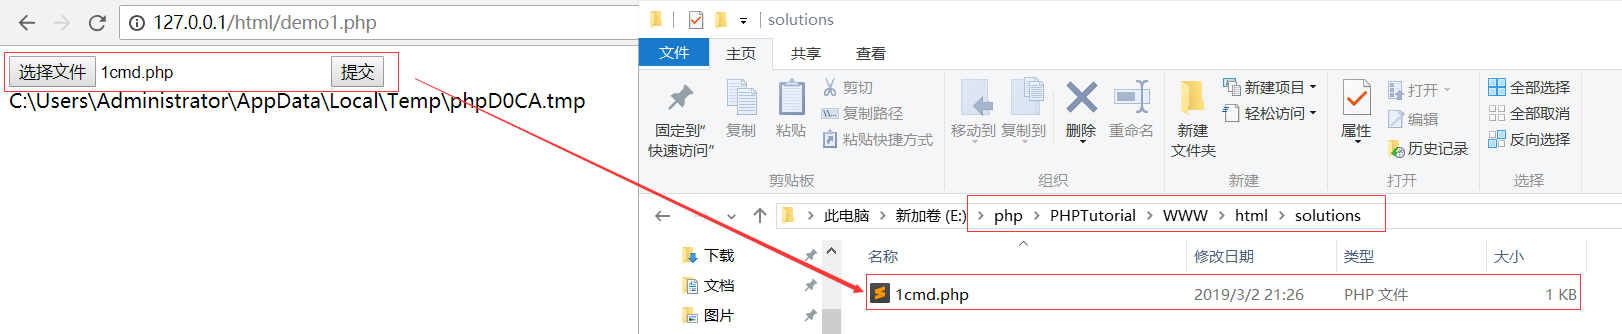 127.0.0.1/html/demo1.php
选择文件 1cmd.php 提交
C:\Users\Administrator\AppData\Local\Temp\phpD0CA.tmp
solutions
文件 主页 共享 查看
固定到"快速访问"
复制
粘贴
剪切
复制路径
粘贴快捷方式
剪贴板
移动到
复制到
删除
重命名
组织
新建文件夹
新建项目
轻松访问
新建
属性
打开
编辑
历史记录
打开
全部选择
全部取消
反向选择
选择
此电脑 > 新加卷 (E:) > php > PHPTutorial > WWW > html > solutions
下载
文档
图片
名称 修改日期 类型 大小
1cmd.php 2019/3/2 21:26 PHP 文件 1 KB